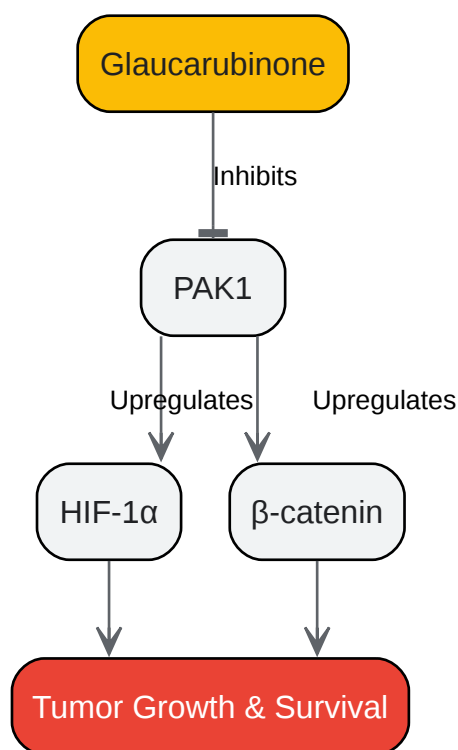 Glaucarubinone
Inhibits
PAK1
Upregulates
Upregulates
HIF-1α
β-catenin
Tumor Growth & Survival